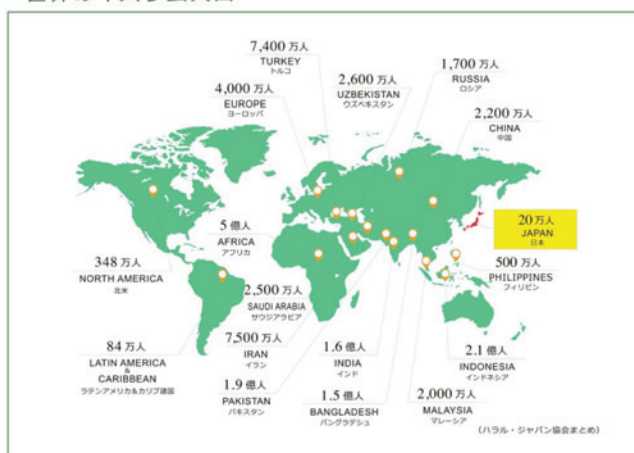 7,400 万人
TURKEY
トルコ
2,600 万人
UZBEKISTAN
ウズベキスタン
1,700 万人
RUSSIA
ロシア
4,000 万人
EUROPE
ヨーロッパ
2,200 万人
CHINA
中国
20 万人
JAPAN
日本
5 億人
AFRICA
アフリカ
348 万人
NORTH AMERICA
北米
500 万人
PHILIPPINES
フィリピン
2,500 万人
SAUDI ARABIA
サウジアラビア
7,500 万人
IRAN
イラン
84 万人
LATIN AMERICA
&
CARIBBEAN
ラテンアメリカ&カリブ諸国
1.6 億人
INDIA
インド
2.1 億人
INDONESIA
インドネシア
1.9 億人
PAKISTAN
パキスタン
1.5 億人
BANGLADESH
バングラデシュ
2,000 万人
MALAYSIA
マレーシア
(ハラル・ジャパン協会まとめ)